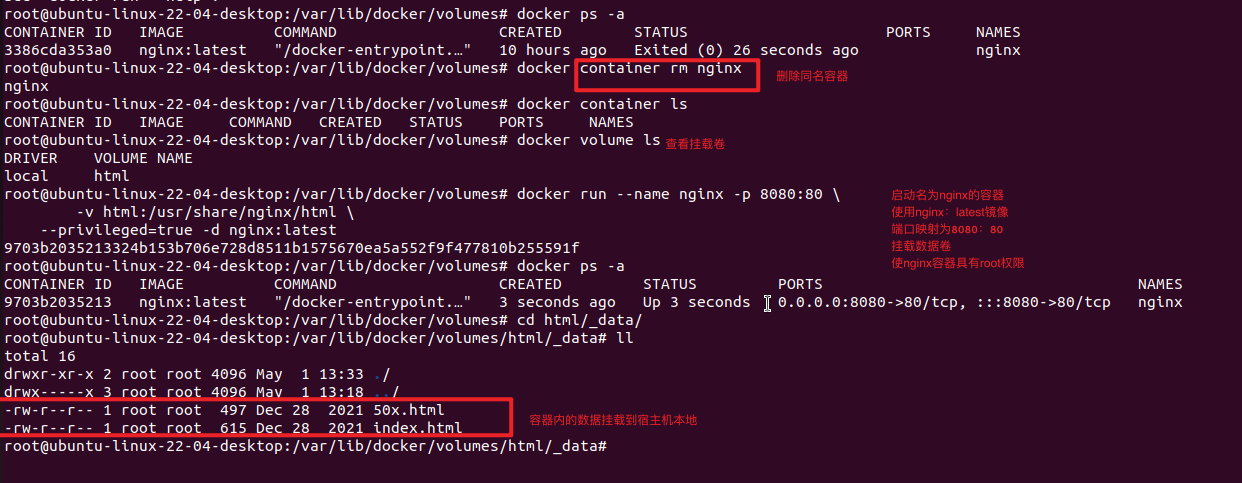 root@ubuntu-linux-22-04-desktop:/var/lib/docker/volumes# docker ps -a
CONTAINER ID   IMAGE          COMMAND                  CREATED        STATUS                      PORTS     NAMES
3386cda353a0   nginx:latest   "/docker-entrypoint.…"   10 hours ago   Exited (0) 26 seconds ago             nginx
root@ubuntu-linux-22-04-desktop:/var/lib/docker/volumes# docker container rm nginx 删除同名容器
nginx
root@ubuntu-linux-22-04-desktop:/var/lib/docker/volumes# docker container ls
CONTAINER ID   IMAGE     COMMAND   CREATED   STATUS    PORTS     NAMES
root@ubuntu-linux-22-04-desktop:/var/lib/docker/volumes# docker volume ls 查看挂载卷
DRIVER    VOLUME NAME
local     html
root@ubuntu-linux-22-04-desktop:/var/lib/docker/volumes# docker run --name nginx -p 8080:80 \ 启动名为nginx的容器
-v html:/usr/share/nginx/html \ 使用nginx：latest镜像
--privileged=true -d nginx:latest 端口映射为8080：80
9703b2035213324b153b706e728d8511b1575670ea5a552f9f477810b255591f 挂载数据卷
root@ubuntu-linux-22-04-desktop:/var/lib/docker/volumes# docker ps -a 使nginx容器具有root权限
CONTAINER ID   IMAGE          COMMAND                  CREATED         STATUS         PORTS                                   NAMES
9703b2035213   nginx:latest   "/docker-entrypoint.…"   3 seconds ago   Up 3 seconds   0.0.0.0:8080->80/tcp, :::8080->80/tcp   nginx
root@ubuntu-linux-22-04-desktop:/var/lib/docker/volumes# cd html/_data/
root@ubuntu-linux-22-04-desktop:/var/lib/docker/volumes/html/_data# ll
total 16
drwxr-xr-x 2 root root 4096 May  1 13:33 ./
drwx-----x 3 root root 4096 May  1 13:18 ../
-rw-r--r-- 1 root root  497 Dec 28  2021 50x.html
-rw-r--r-- 1 root root  615 Dec 28  2021 index.html 容器内的数据挂载到宿主机本地
root@ubuntu-linux-22-04-desktop:/var/lib/docker/volumes/html/_data#